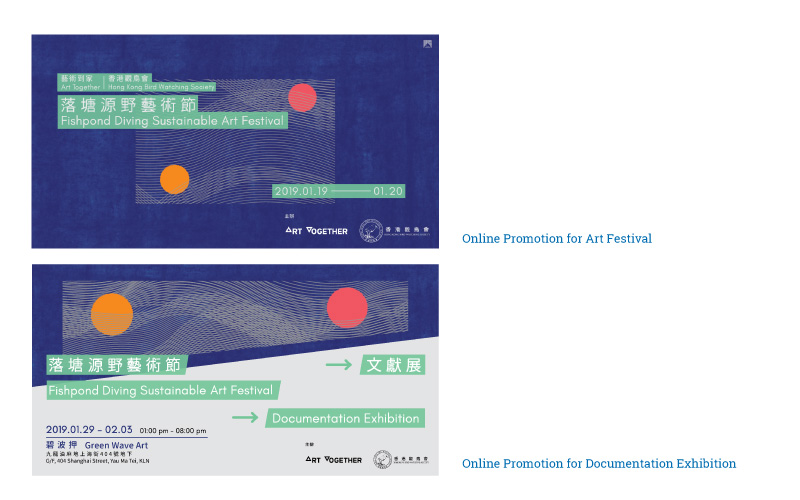 藝術到家 | 香港觀鳥會
Art Together | Hong Kong Bird Watching Society
落塘源野藝術節
Fishpond Diving Sustainable Art Festival
2019.01.19 —— 01.20
主辦
ART TOGETHER 香港觀鳥會
Online Promotion for Art Festival
落塘源野藝術節 → 文獻展
Fishpond Diving Sustainable Art Festival
→ Documentation Exhibition
2019.01.29 – 02.03 01:00 pm – 08:00 pm
碧波押 Green Wave Art
九龍油麻地上海街404號地下
G/F, 404 Shanghai Street, Yau Ma Tei, KLN
主辦
ART TOGETHER 香港觀鳥會
Online Promotion for Documentation Exhibition